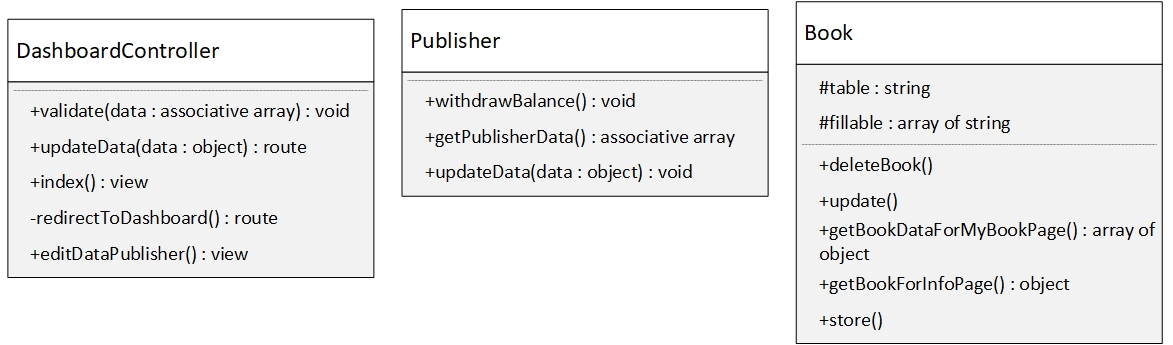 DashboardController
+validate(data : associative array) : void
+updateData(data : object) : route
+index() : view
-redirectToDashboard() : route
+editDataPublisher() : view
Publisher
+withdrawBalance() : void
+getPublisherData() : associative array
+updateData(data : object) : void
Book
#table : string
#fillable : array of string
+deleteBook()
+update()
+getBookDataForMyBookPage() : array of
object
+getBookForInfoPage() : object
+store()